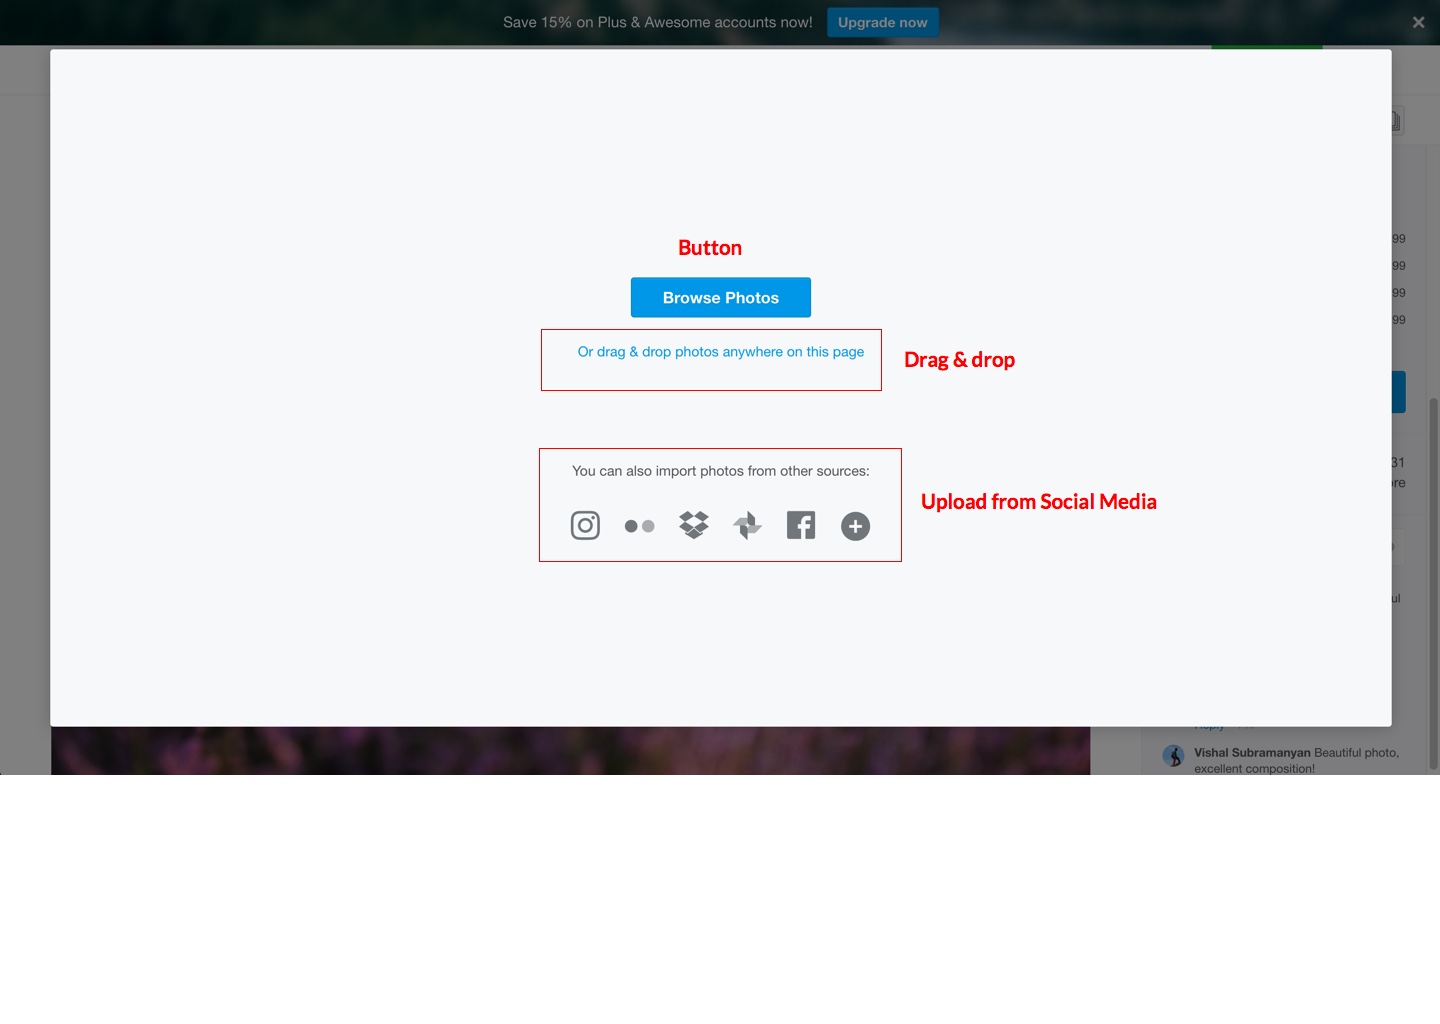 Save 15% on Plus & Awesome accounts now! Upgrade now
99
Button
99
Browse Photos
99
99
Or drag & drop photos anywhere on this page
Drag & drop
31
You can also import photos from other sources:
Upload from Social Media
Vishal Subramanyan Beautiful photo,
excellent composition!